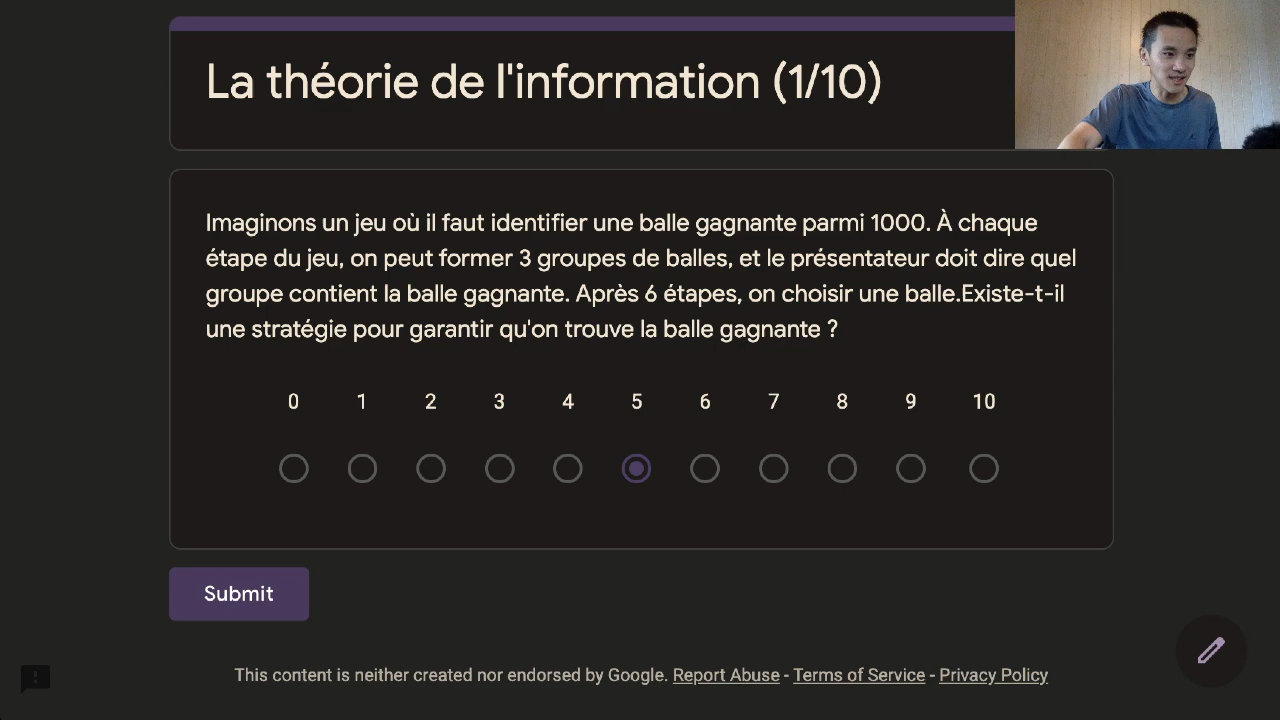 La théorie de l'information (1/10)
Imaginons un jeu où il faut identifier une balle gagnante parmi 1000. À chaque
étape du jeu, on peut former 3 groupes de balles, et le présentateur doit dire quel
groupe contient la balle gagnante. Après 6 étapes, on choisir une balle.Existe-t-il
une stratégie pour garantir qu'on trouve la balle gagnante ?
0 1 2 3 4 5 6 7 8 9 10
Submit
This content is neither created nor endorsed by Google. Report Abuse - Terms of Service - Privacy Policy